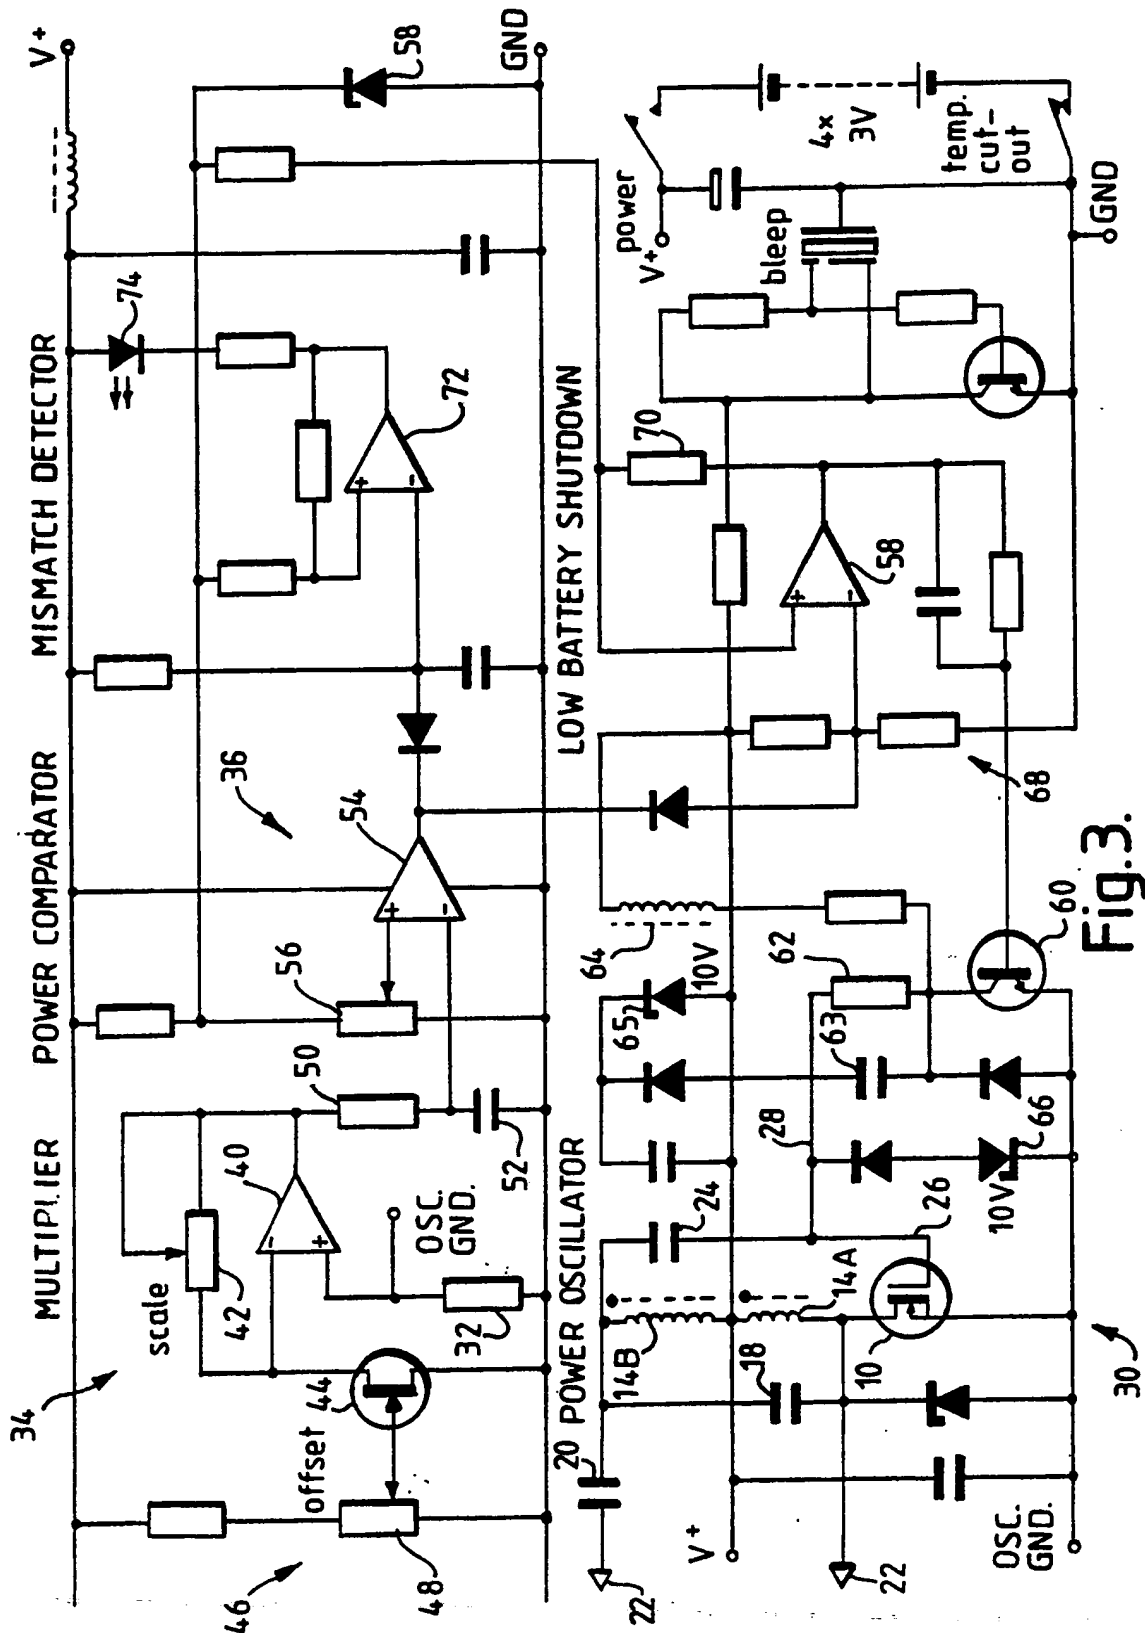 MULTIPLIER
POWER COMPARATOR
MISMATCH DETECTOR
V+
34
scale
42
40
50
56
54
36
72
74
58
GND
46
48
offset
44
32
OSC.
GND.
52
POWER OSCILLATOR
LOW BATTERY SHUTDOWN
20
22
14B
18
14A
24
26
28
10
30
V+
22
OSC.
GND.
10V
66
65
10V
64
63
62
60
68
58
70
bleep
power
V+
4x
3V
temp.
cut-
out
GND
Fig.3.